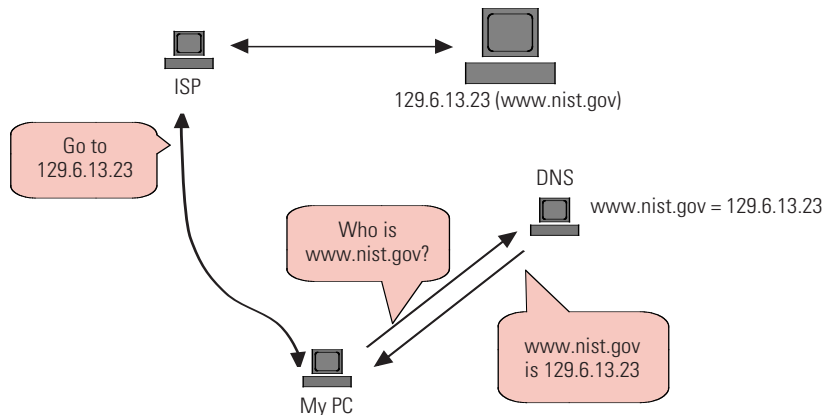 ISP
129.6.13.23 (www.nist.gov)
Go to
129.6.13.23
DNS
www.nist.gov = 129.6.13.23
Who is
www.nist.gov?
www.nist.gov
is 129.6.13.23
My PC